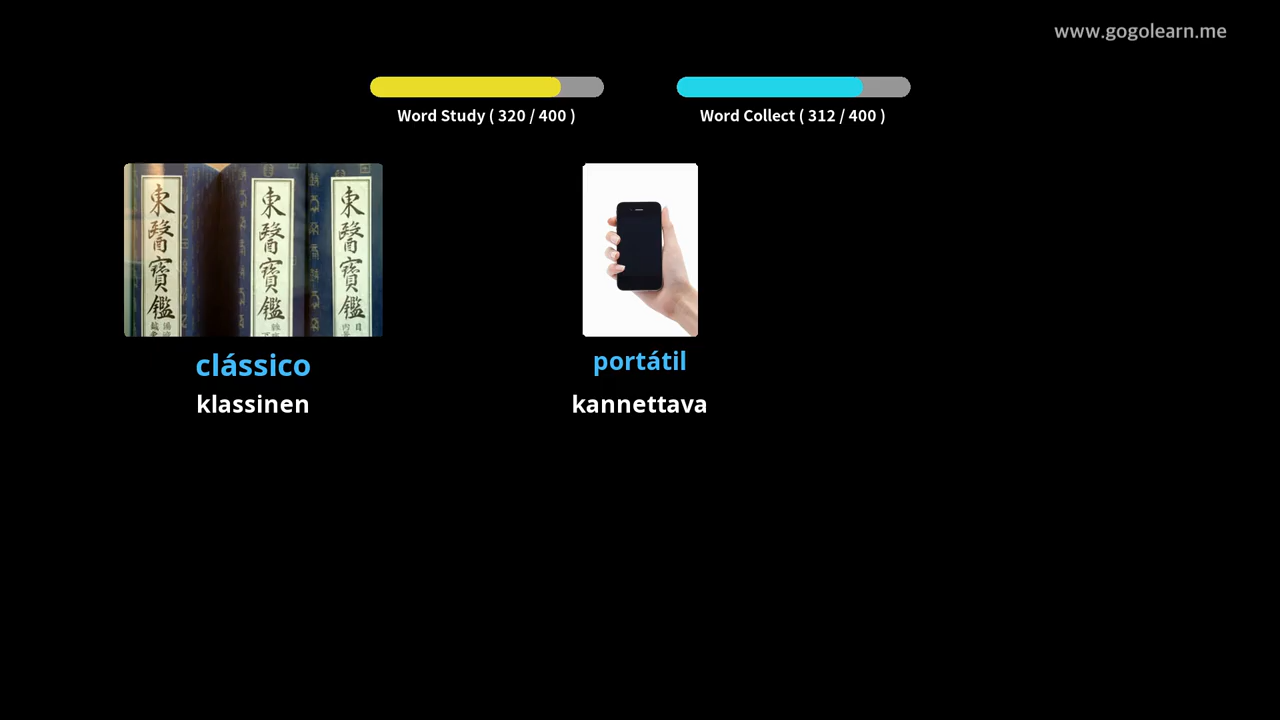 www.gogolearn.me
Word Study ( 320 / 400 )
Word Collect ( 312 / 400 )
東醫寶鑑
東醫寶鑑
東醫寶鑑
clássico
portátil
klassinen
kannettava